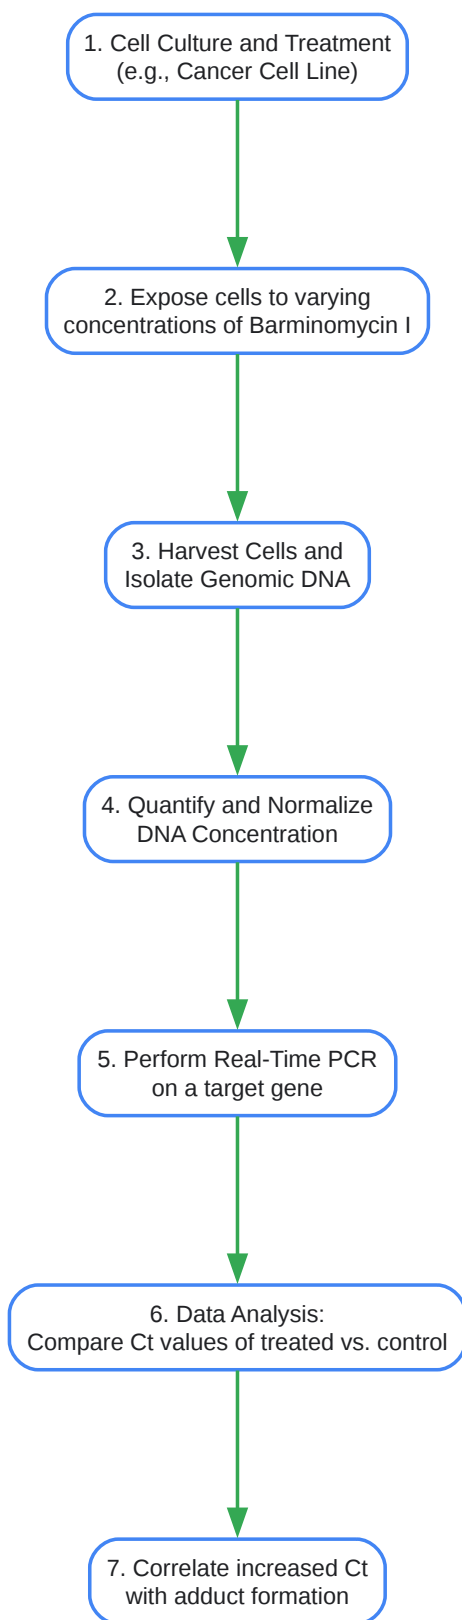 1. Cell Culture and Treatment
(e.g., Cancer Cell Line)
2. Expose cells to varying
concentrations of Barminomycin I
3. Harvest Cells and
Isolate Genomic DNA
4. Quantify and Normalize
DNA Concentration
5. Perform Real-Time PCR
on a target gene
6. Data Analysis:
Compare Ct values of treated vs. control
7. Correlate increased Ct
with adduct formation